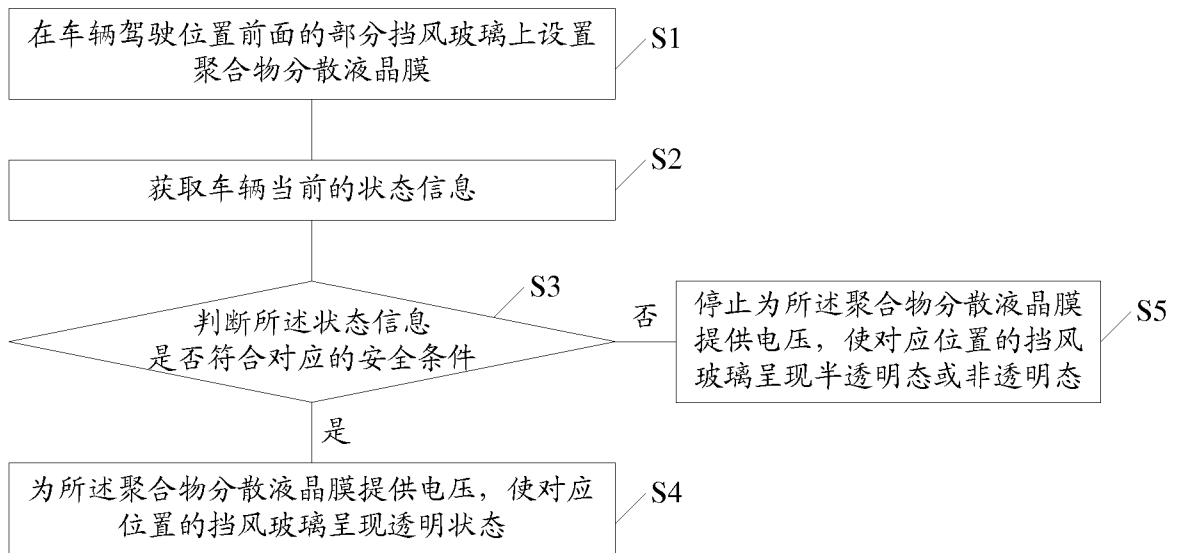 在车辆驾驶位置前面的部分挡风玻璃上设置
聚合物分散液晶膜
S1
获取车辆当前的状态信息
S2
判断所述状态信息
是否符合对应的安全条件
S3
否
停止为所述聚合物分散液晶膜
提供电压，使对应位置的挡风
玻璃呈现半透明态或非透明态
S5
是
为所述聚合物分散液晶膜提供电压，使对应
位置的挡风玻璃呈现透明状态
S4